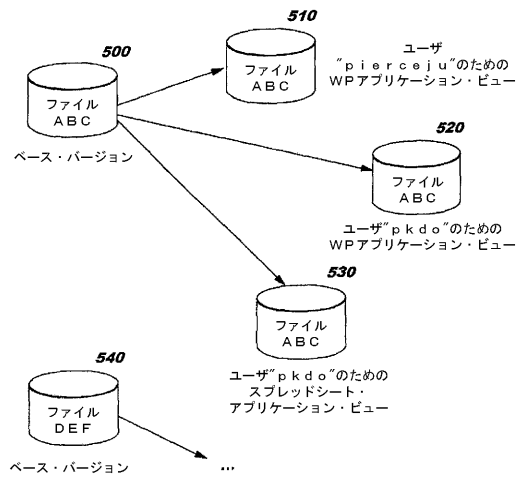 500
ファイル
ＡＢＣ
ベース・バージョン
510
ファイル
ＡＢＣ
ユーザ
"ｐｉｅｒｃｅｊｕ"のための
ＷＰアプリケーション・ビュー
520
ファイル
ＡＢＣ
ユーザ"ｐｋｄｏ"のための
ＷＰアプリケーション・ビュー
530
ファイル
ＡＢＣ
ユーザ"ｐｋｄｏ"のための
スプレッドシート・
アプリケーション・ビュー
540
ファイル
ＤＥＦ
ベース・バージョン
...